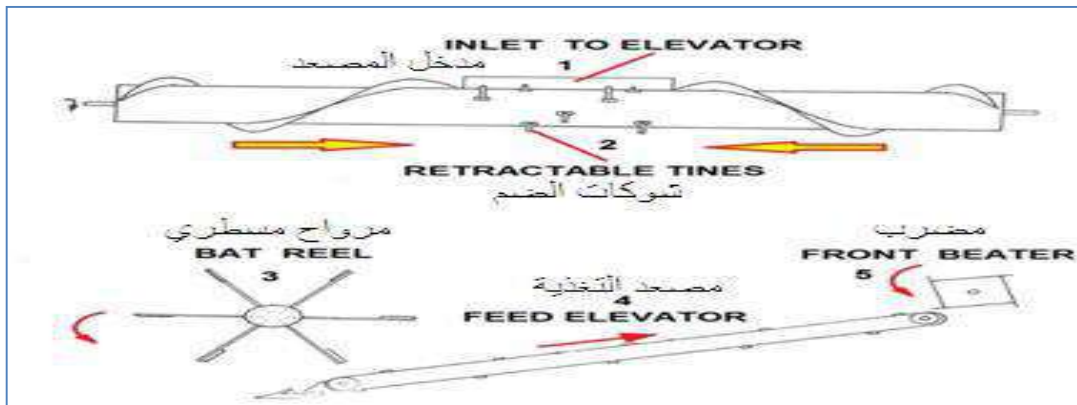 INLET TO ELEVATOR
مدخل المصعد
1
2
RETRACTABLE TINES
شوكات الضم
مرواح مسطري
BAT REEL
3
مضرب
FRONT BEATER
5
مصعد التغذية
4
FEED ELEVATOR